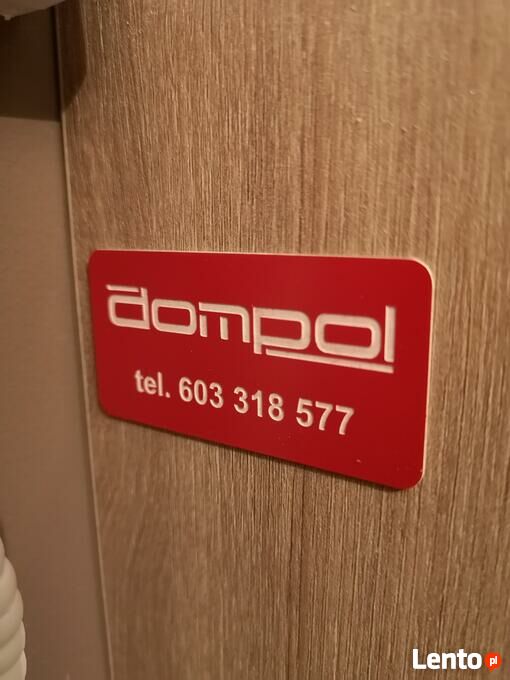 dompol
tel. 603 318 577
Lento pl